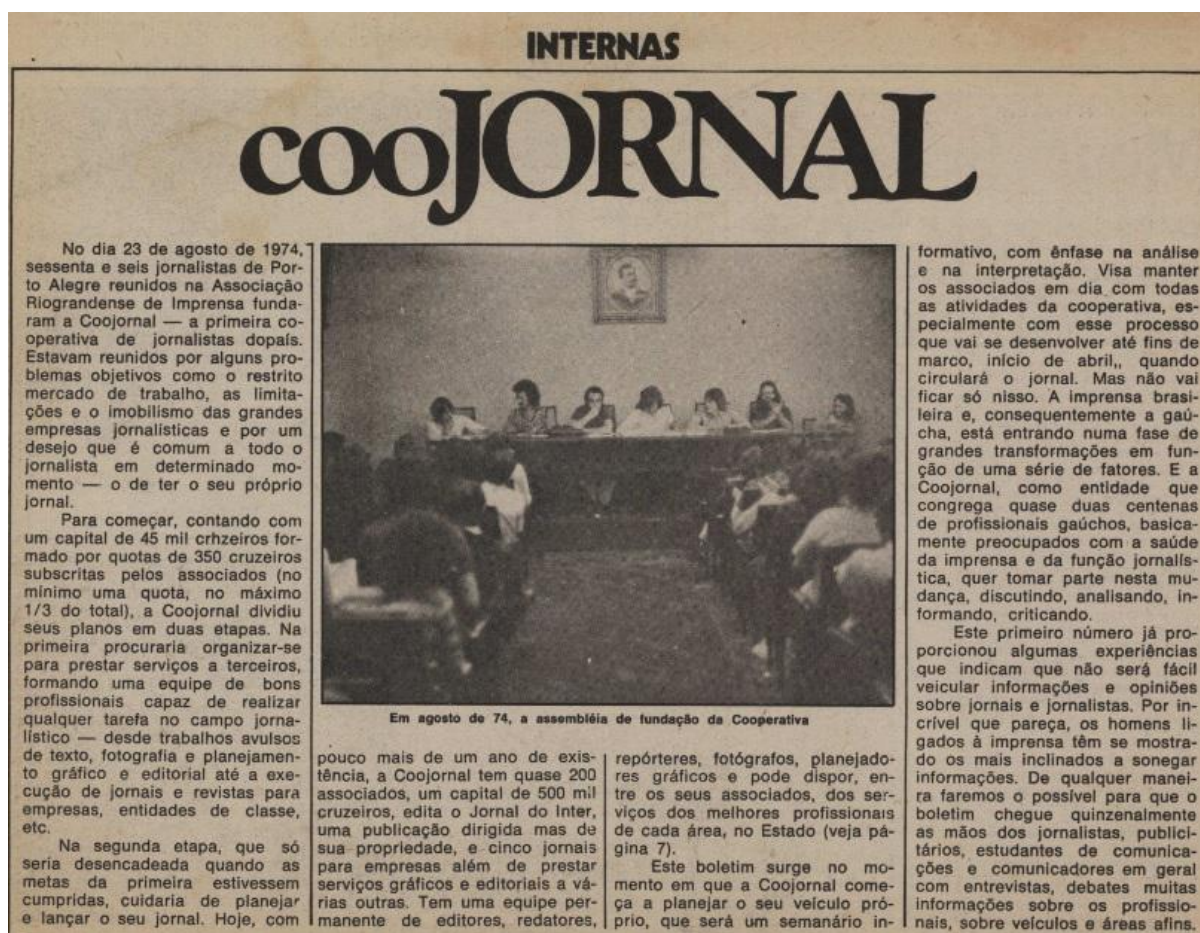 INTERNAS
cooJORNAL
No dia 23 de agosto de 1974,
sessenta e seis jornalistas de Por-
to Alegre reunidos na Associação
Riograndense de Imprensa funda-
ram a Coojornal — a primeira co-
operativa de jornalistas dopaís.
Estavam reunidos por alguns pro-
blemas objetivos como o restrito
mercado de trabalho, as limita-
ções e o imobilismo das grandes
empresas jornalísticas e por um
desejo que é comum a todo o
jornalista em determinado mo-
mento — o de ter o seu próprio
jornal.
Para começar, contando com
um capital de 45 mil crhzeiros for-
mado por quotas de 350 cruzeiros
subscritas pelos associados (no
mínimo uma quota, no máximo
1/3 do total), a Coojornal dividiu
seus planos em duas etapas. Na
primeira procuraria organizar-se
para prestar serviços a terceiros,
formando uma equipe de bons
profissionais capaz de realizar
qualquer tarefa no campo jorna-
lístico — desde trabalhos avulsos
de texto, fotografia e planejamen-
to gráfico e editorial até a exe-
cução de jornais e revistas para
empresas, entidades de classe,
etc.
Na segunda etapa, que só
seria desencadeada quando as
metas da primeira estivessem
cumpridas, cuidaria de planejar
e lançar o seu jornal. Hoje, com
Em agosto de 74, a assembléia de fundação da Cooperativa
pouco mais de um ano de exis-
tência, a Coojornal tem quase 200
associados, um capital de 500 mil
cruzeiros, edita o Jornal do Inter,
uma publicação dirigida mas de
sua propriedade, e cinco jornais
para empresas além de prestar
serviços gráficos e editoriais a vá-
rias outras. Tem uma equipe per-
manente de editores, redatores,
repórteres, fotógrafos, planejado-
res gráficos e pode dispor, en-
tre os seus associados, dos ser-
viços dos melhores profissionais
de cada área, no Estado (veja pá-
gina 7).
Este boletim surge no mo-
mento em que a Coojornal come-
ça a planejar o seu veículo pró-
prio, que será um semanário in-
formativo, com ênfase na análise
e na interpretação. Visa manter
os associados em dia com todas
as atividades da cooperativa, es-
pecialmente com esse processo
que vai se desenvolver até fins de
marco, início de abril,, quando
circulará o jornal. Mas não vai
ficar só nisso. A imprensa brasi-
leira e, consequentemente a gaú-
cha, está entrando numa fase de
grandes transformações em fun-
ção de uma série de fatores. E a
Coojornal, como entidade que
congrega quase duas centenas
de profissionais gaúchos, basica-
mente preocupados com a saúde
da imprensa e da função jornalís-
tica, quer tomar parte nesta mu-
dança, discutindo, analisando, in-
formando, criticando.
Este primeiro número já pro-
porcionou algumas experiências
que indicam que não será fácil
veicular informações e opiniões
sobre jornais e jornalistas. Por in-
crível que pareça, os homens li-
gados à imprensa têm se mostra-
do os mais inclinados a sonegar
informações. De qualquer manei-
ra faremos o possível para que o
boletim chegue quinzenalmente
as mãos dos jornalistas, publici-
tários, estudantes de comunica-
ções e comunicadores em geral
com entrevistas, debates muitas
informações sobre os profissio-
nais, sobre veículos e áreas afins.